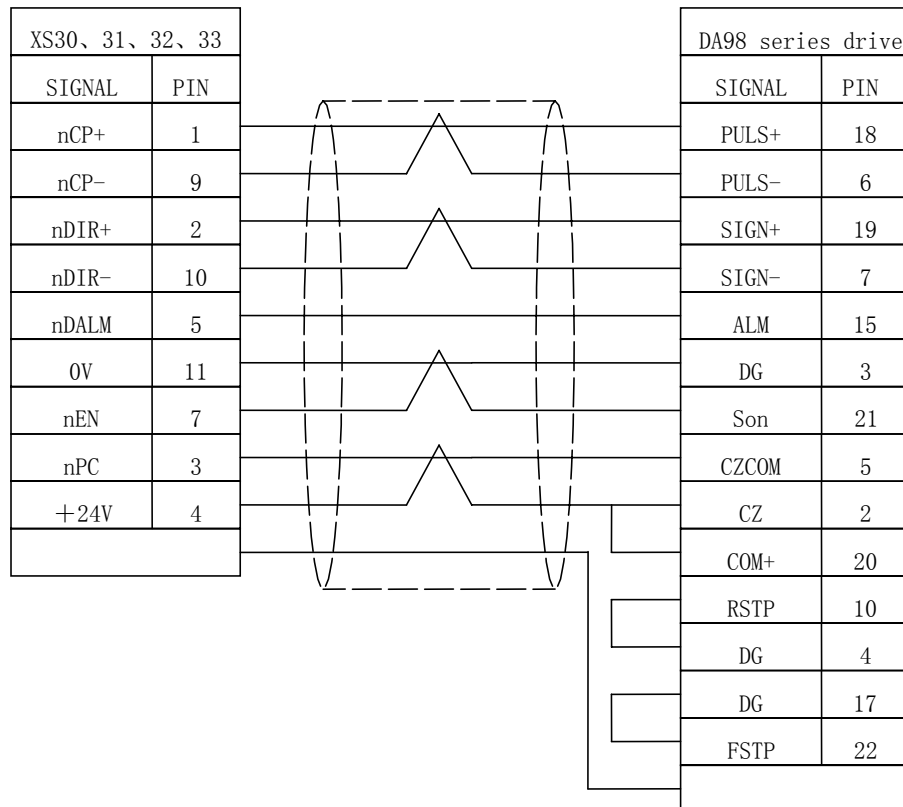 XS30、31、32、33
SIGNAL PIN
nCP+ 1
nCP- 9
nDIR+ 2
nDIR- 10
nDALM 5
0V 11
nEN 7
nPC 3
+24V 4
DA98 series drive
SIGNAL PIN
PULS+ 18
PULS- 6
SIGN+ 19
SIGN- 7
ALM 15
DG 3
Son 21
CZCOM 5
CZ 2
COM+ 20
RSTP 10
DG 4
DG 17
FSTP 22